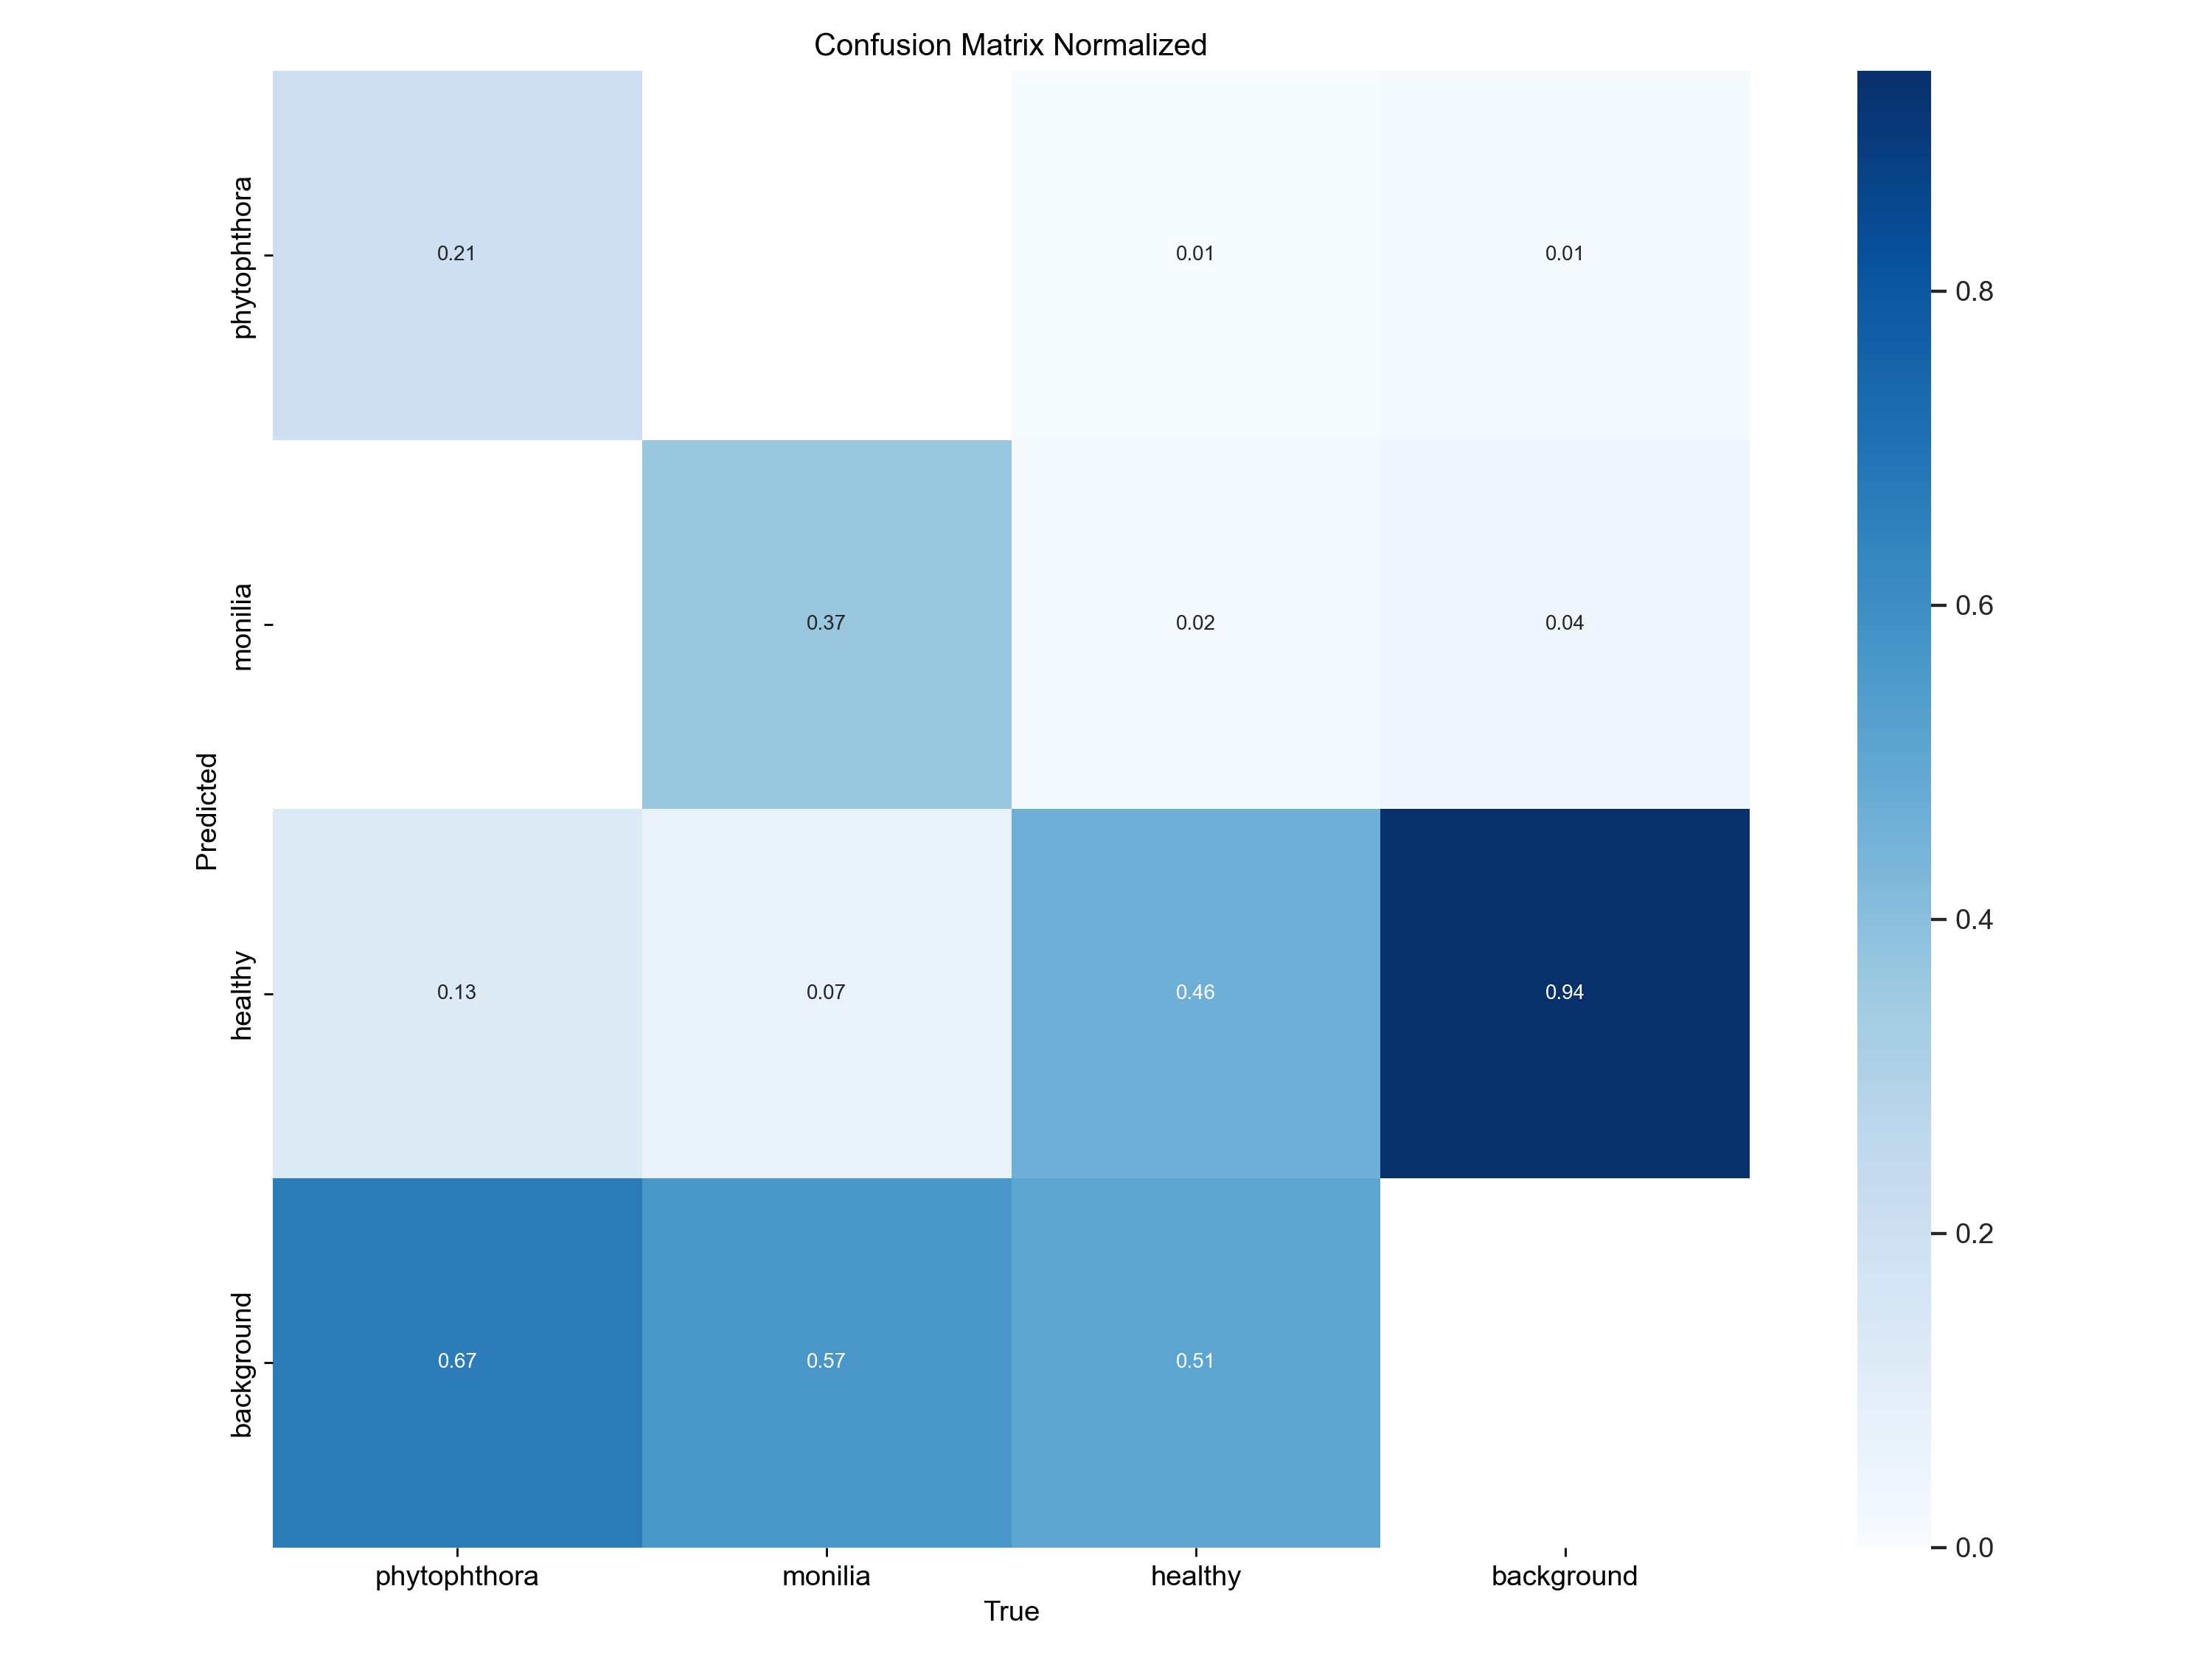 Confusion Matrix Normalized
phytophthora
0.21
0.01
0.01
0.8
monilia
0.37
0.02
0.04
0.6
Predicted
healthy
0.13
0.07
0.46
0.94
0.4
background
0.67
0.57
0.51
0.2
0.0
phytophthora
monilia
healthy
background
True